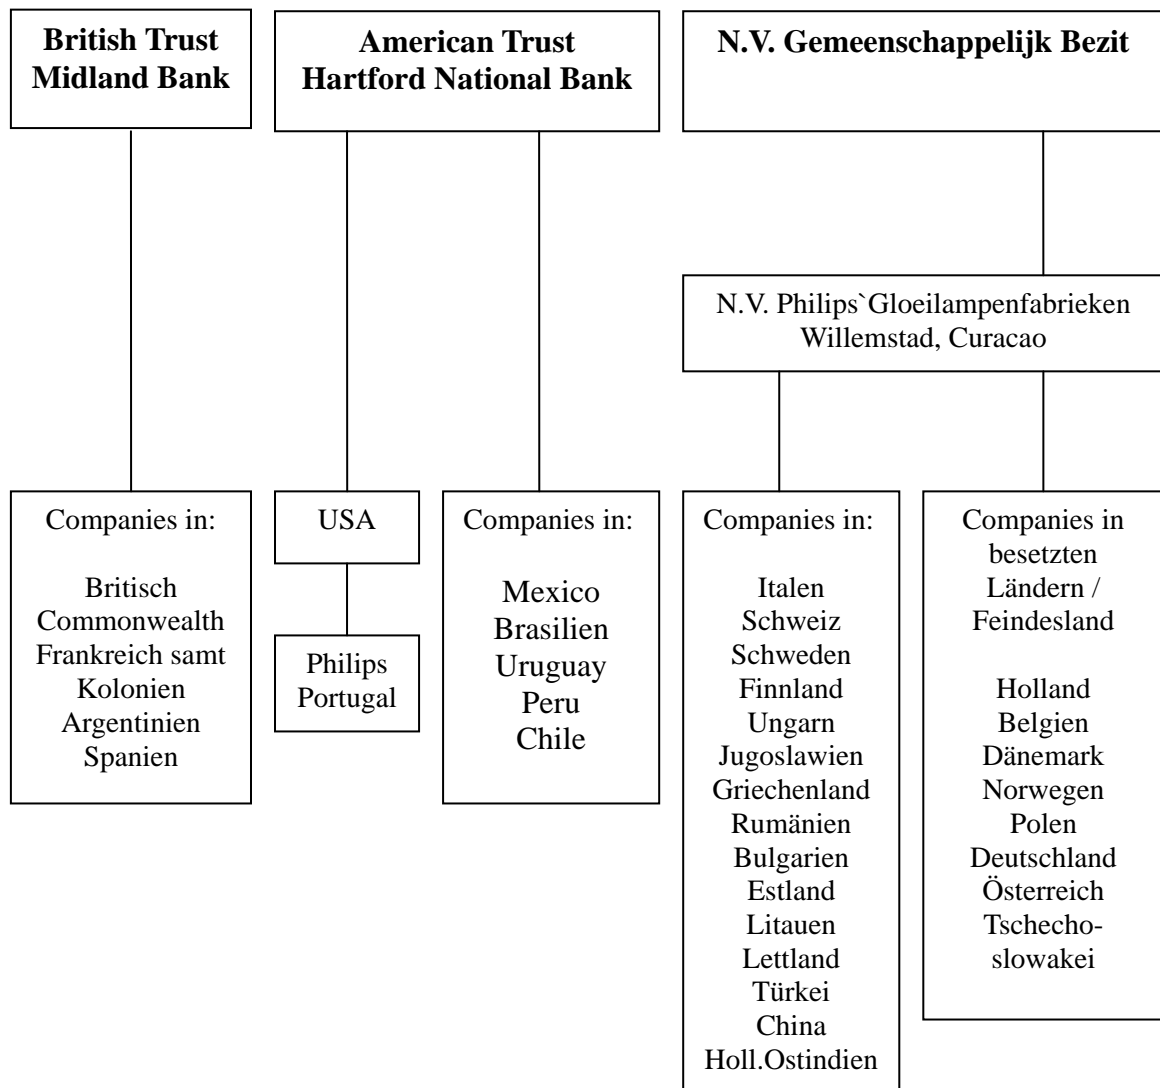 British Trust
Midland Bank
American Trust
Hartford National Bank
N.V. Gemeenschappelijk Bezit
N.V. Philips`Gloeilampenfabrieken
Willemstad, Curacao
Companies in:
Britisch
Commonwealth
Frankreich samt
Kolonien
Argentinien
Spanien
USA
Philips
Portugal
Companies in:
Mexico
Brasilien
Uruguay
Peru
Chile
Companies in:
Italen
Schweiz
Schweden
Finnland
Ungarn
Jugoslawien
Griechenland
Rumänien
Bulgarien
Estland
Litauen
Lettland
Türkei
China
Holl.Ostindien
Companies in
besetzten
Ländern /
Feindesland
Holland
Belgien
Dänemark
Norwegen
Polen
Deutschland
Österreich
Tschecho-
slowakei